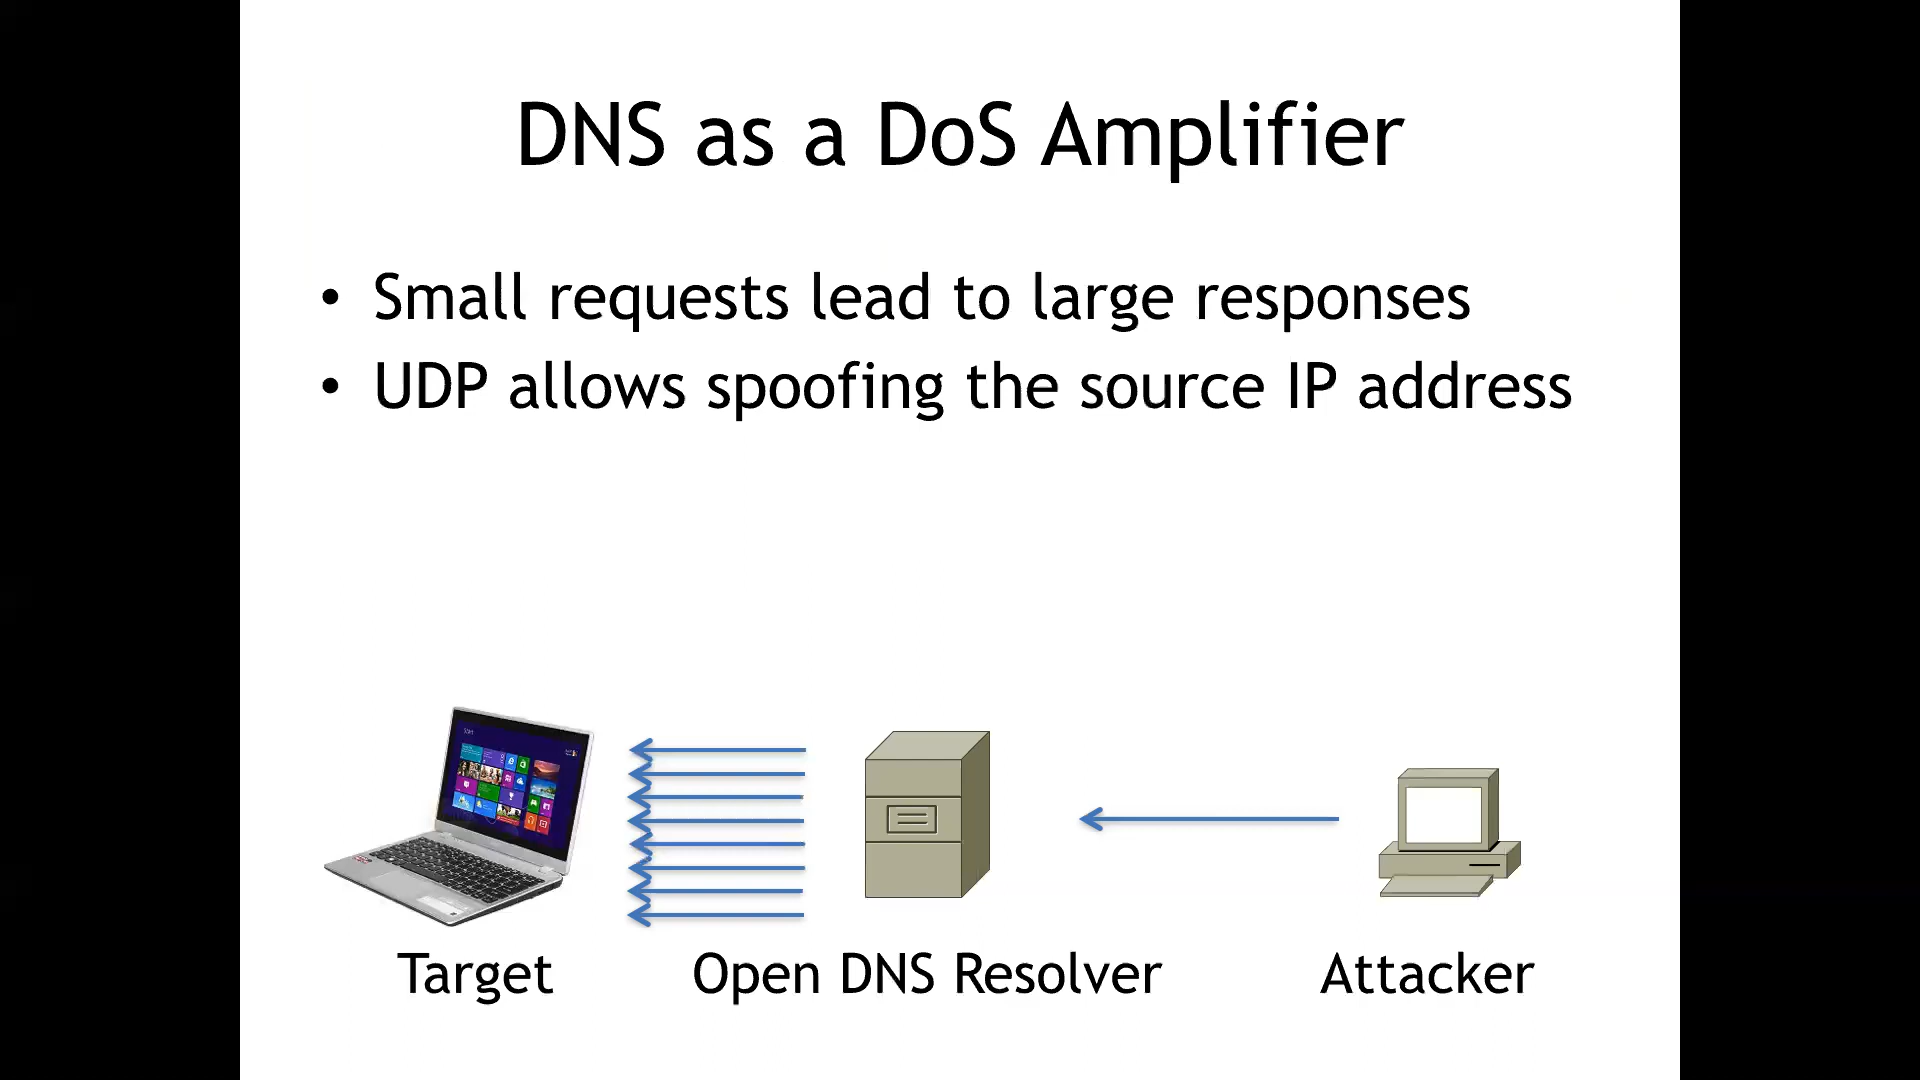 DNS as a DoS Amplifier
• Small requests lead to large responses
• UDP allows spoofing the source IP address
Start
Target
Open DNS Resolver
Attacker